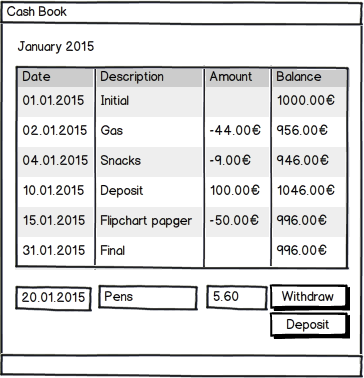 Cash Book
January 2015
Date Description Amount Balance
01.01.2015 Initial 1000.00€
02.01.2015 Gas -44.00€ 956.00€
04.01.2015 Snacks -9.00€ 946.00€
10.01.2015 Deposit 100.00€ 1046.00€
15.01.2015 Flipchart papger -50.00€ 996.00€
31.01.2015 Final 996.00€
20.01.2015 Pens 5.60 Withdraw
Deposit